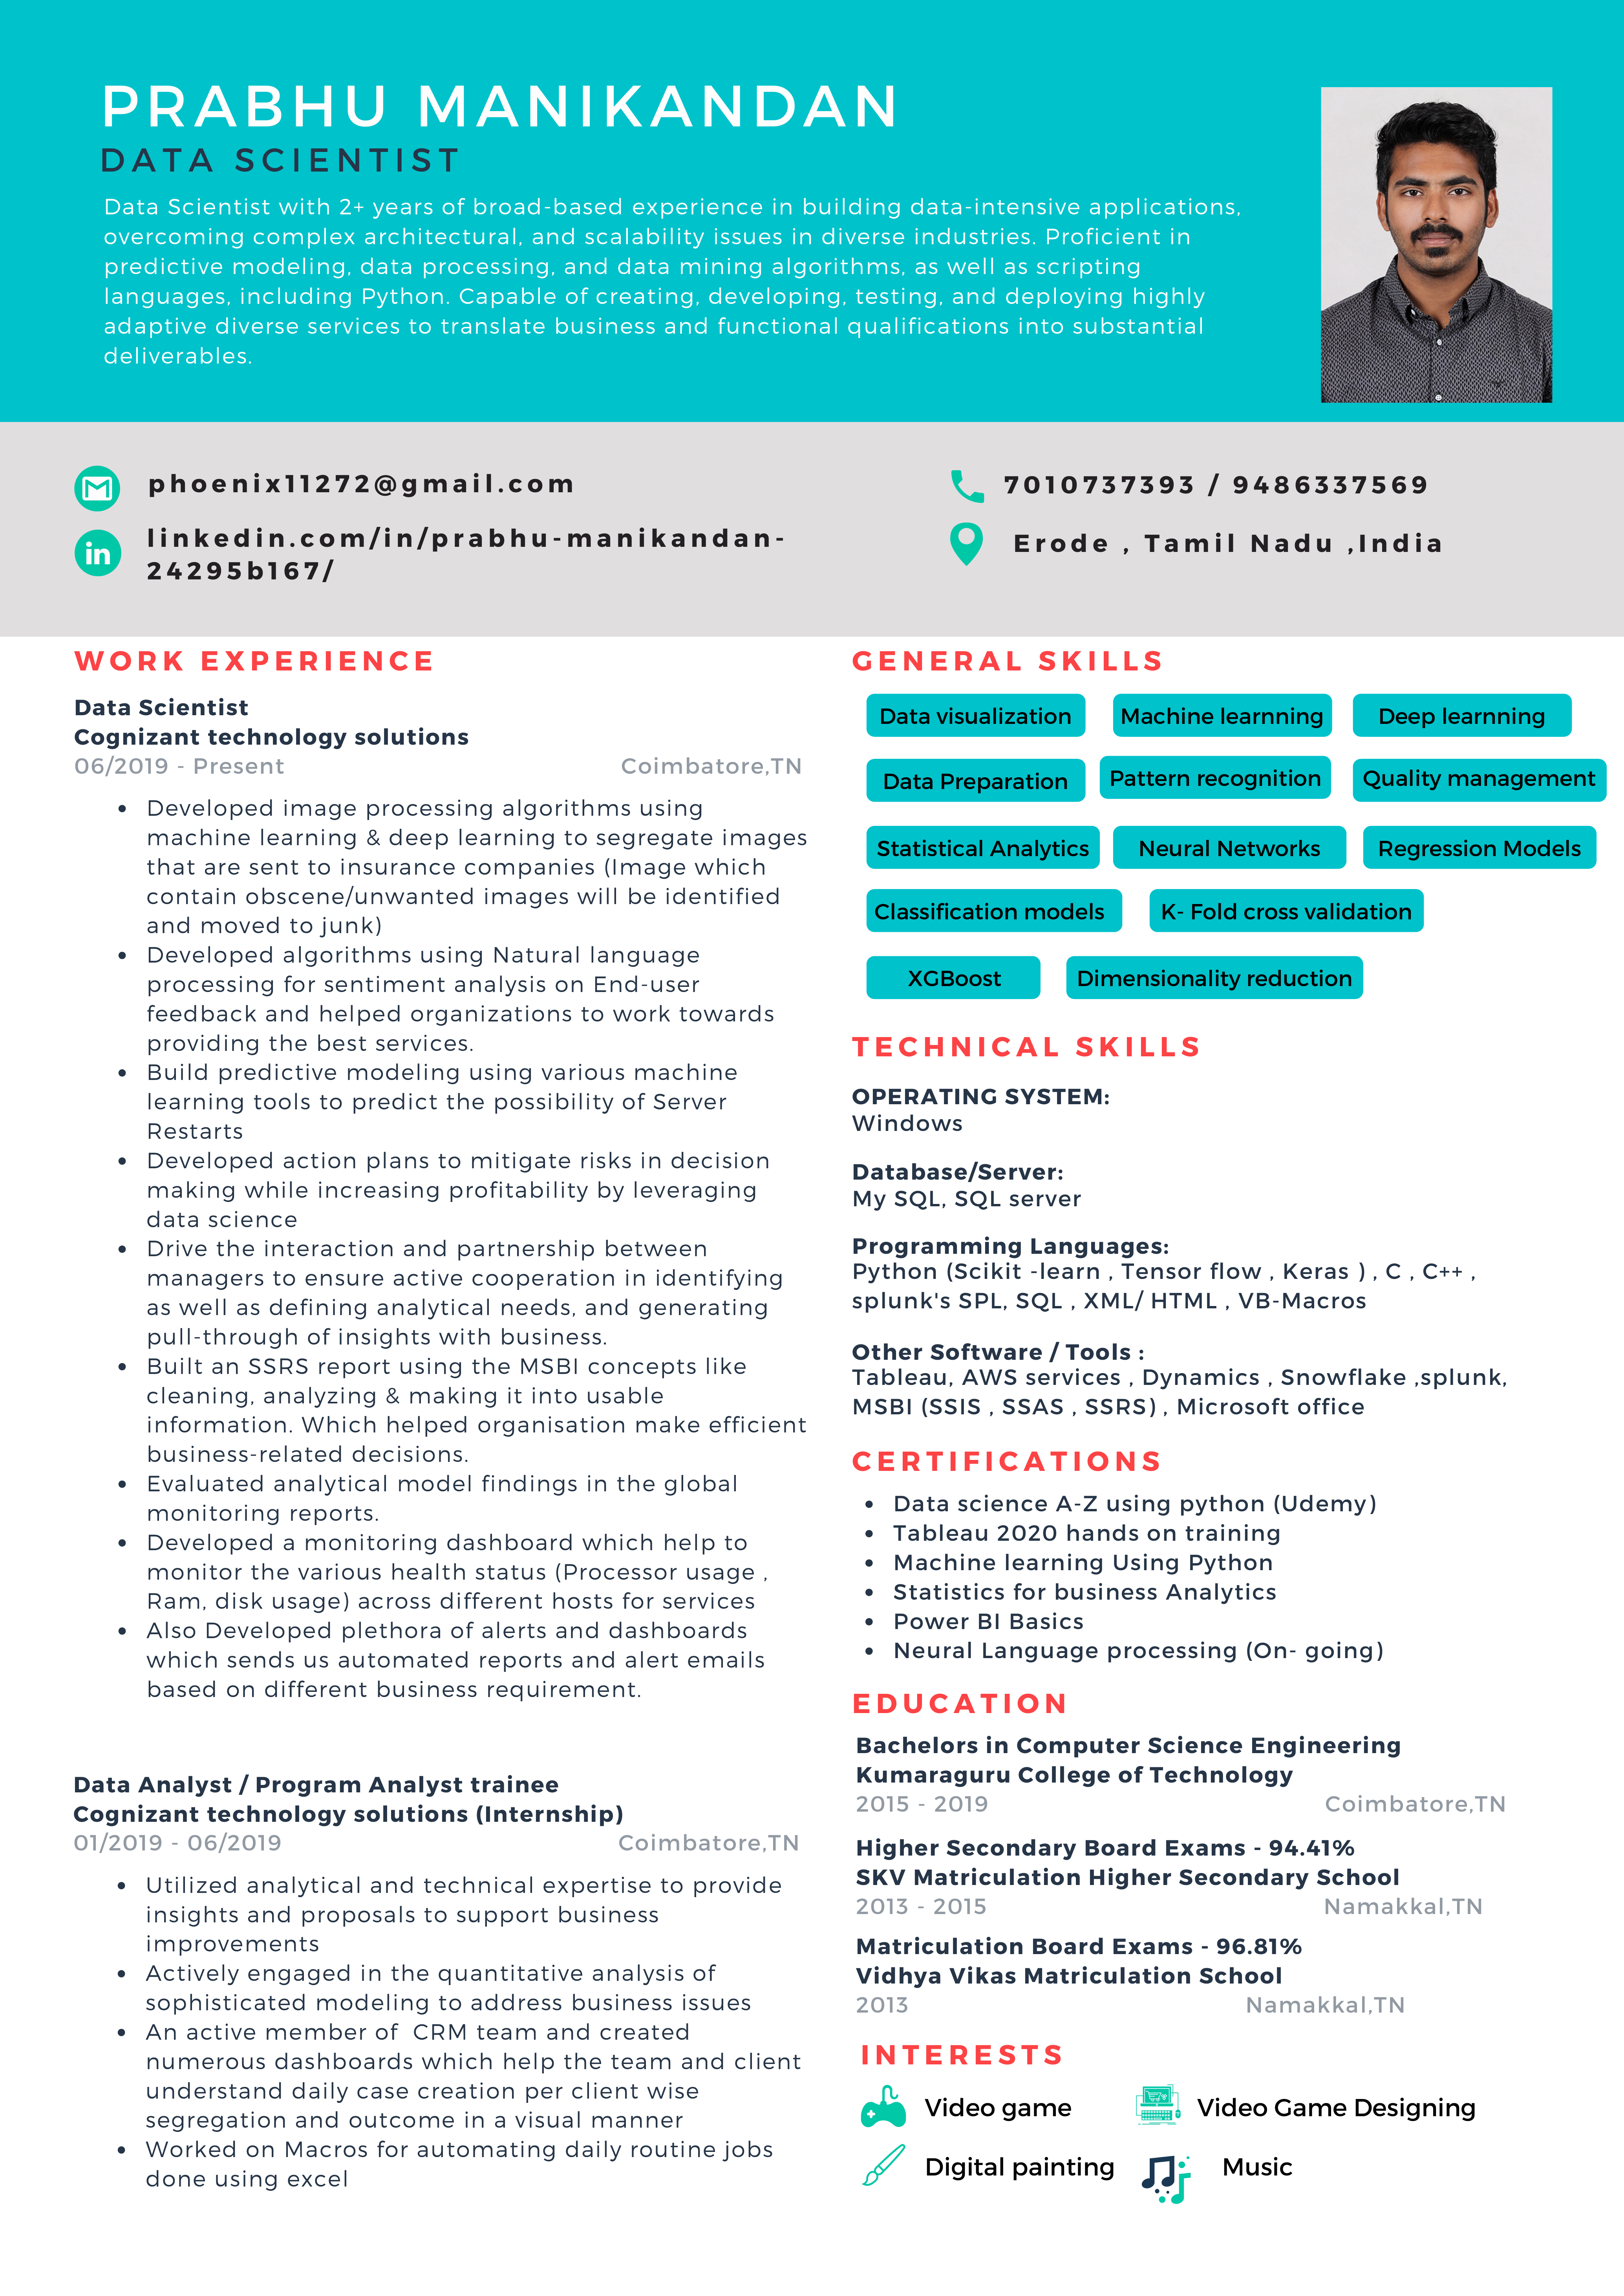 PRABHU MANIKANDAN
DATA SCIENTIST
Data Scientist with 2+ years of broad-based experience in building data-intensive applications,
overcoming complex architectural, and scalability issues in diverse industries. Proficient in
predictive modeling, data processing, and data mining algorithms, as well as scripting
languages, including Python. Capable of creating, developing, testing, and deploying highly
adaptive diverse services to translate business and functional qualifications into substantial
deliverables.
phoenix11272@gmail.com
linkedin.com/in/prabhu-manikandan-
24295b167/
7010737393 / 9486337569
Erode , Tamil Nadu ,India
WORK EXPERIENCE
Data Scientist
Cognizant technology solutions
06/2019 - Present Coimbatore,TN
• Developed image processing algorithms using
machine learning & deep learning to segregate images
that are sent to insurance companies (Image which
contain obscene/unwanted images will be identified
and moved to junk)
• Developed algorithms using Natural language
processing for sentiment analysis on End-user
feedback and helped organizations to work towards
providing the best services.
• Build predictive modeling using various machine
learning tools to predict the possibility of Server
Restarts
• Developed action plans to mitigate risks in decision
making while increasing profitability by leveraging
data science
• Drive the interaction and partnership between
managers to ensure active cooperation in identifying
as well as defining analytical needs, and generating
pull-through of insights with business.
• Built an SSRS report using the MSBI concepts like
cleaning, analyzing & making it into usable
information. Which helped organisation make efficient
business-related decisions.
• Evaluated analytical model findings in the global
monitoring reports.
• Developed a monitoring dashboard which help to
monitor the various health status (Processor usage ,
Ram, disk usage) across different hosts for services
• Also Developed plethora of alerts and dashboards
which sends us automated reports and alert emails
based on different business requirement.
Data Analyst / Program Analyst trainee
Cognizant technology solutions (Internship)
01/2019 - 06/2019 Coimbatore,TN
• Utilized analytical and technical expertise to provide
insights and proposals to support business
improvements
• Actively engaged in the quantitative analysis of
sophisticated modeling to address business issues
• An active member of CRM team and created
numerous dashboards which help the team and client
understand daily case creation per client wise
segregation and outcome in a visual manner
• Worked on Macros for automating daily routine jobs
done using excel
GENERAL SKILLS
Data visualization Machine learnning Deep learnning
Data Preparation Pattern recognition Quality management
Statistical Analytics Neural Networks Regression Models
Classification models K- Fold cross validation
XGBoost Dimensionality reduction
TECHNICAL SKILLS
OPERATING SYSTEM:
Windows
Database/Server:
My SQL, SQL server
Programming Languages:
Python (Scikit -learn , Tensor flow , Keras ) , C , C++ ,
splunk's SPL, SQL , XML/ HTML , VB-Macros
Other Software / Tools :
Tableau, AWS services , Dynamics , Snowflake ,splunk,
MSBI (SSIS , SSAS , SSRS) , Microsoft office
CERTIFICATIONS
• Data science A-Z using python (Udemy)
• Tableau 2020 hands on training
• Machine learning Using Python
• Statistics for business Analytics
• Power BI Basics
• Neural Language processing (On- going)
EDUCATION
Bachelors in Computer Science Engineering
Kumaraguru College of Technology
2015 - 2019 Coimbatore,TN
Higher Secondary Board Exams - 94.41%
SKV Matriculation Higher Secondary School
2013 - 2015 Namakkal,TN
Matriculation Board Exams - 96.81%
Vidhya Vikas Matriculation School
2013 Namakkal,TN
INTERESTS
Video game Video Game Designing
Digital painting Music